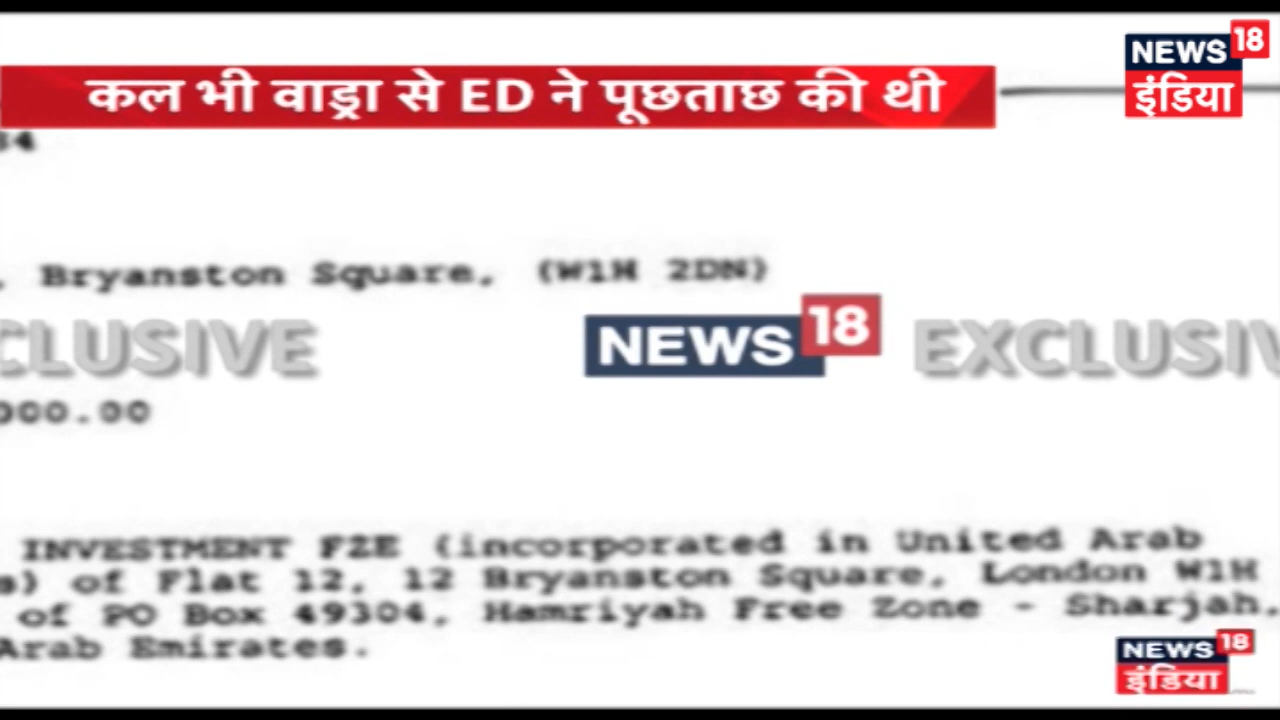 NEWS 18
इंडिया
कल भी वाड्रा से ED ने पूछताछ की थी
34
, Bryanston Square, (W1H 2DN)
CLUSIVE NEWS 18 EXCLUSIV
000.00
INVESTMENT FZE (incorporated in United Arab
s) of Flat 12, 12 Bryanston Square, London W1H
of PO Box 49304, Hamriyah Free Zone - Sharjah,
Arab Emirates.
NEWS 18
इंडिया